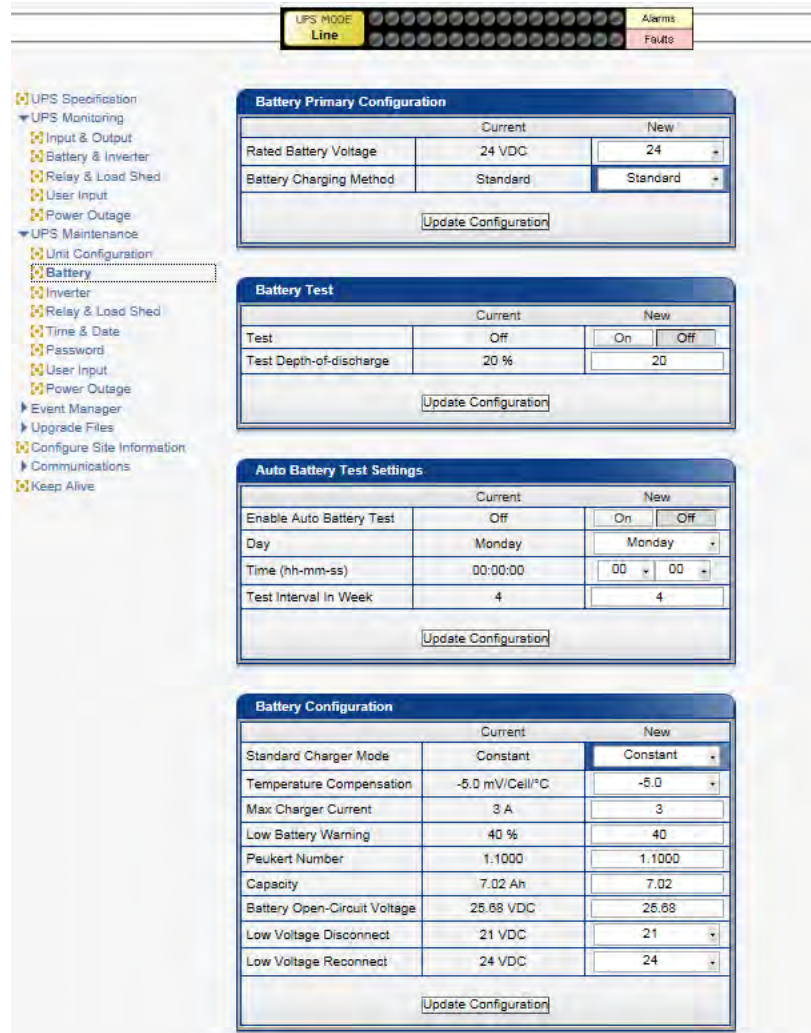 UPS MODE
Line
Alarms
Faults
UPS Specification
UPS Monitoring
Input & Output
Battery & Inverter
Relay & Load Shed
User Input
Power Outage
UPS Maintenance
Unit Configuration
Battery
Inverter
Relay & Load Shed
Time & Date
Password
User Input
Power Outage
Event Manager
Upgrade Files
Configure Site Information
Communications
Keep Alive
Battery Primary Configuration
Current New
Rated Battery Voltage 24 VDC 24
Battery Charging Method Standard Standard
Update Configuration
Battery Test
Current New
Test Off On Off
Test Depth-of-discharge 20 % 20
Update Configuration
Auto Battery Test Settings
Current New
Enable Auto Battery Test Off On Off
Day Monday Monday
Time (hh-mm-ss) 00:00:00 00 00
Test Interval In Week 4 4
Update Configuration
Battery Configuration
Current New
Standard Charger Mode Constant Constant
Temperature Compensation -5.0 mV/Cell/°C -5.0
Max Charger Current 3 A 3
Low Battery Warning 40 % 40
Peukert Number 1.1000 1.1000
Capacity 7.02 Ah 7.02
Battery Open-Circuit Voltage 25.68 VDC 25.68
Low Voltage Disconnect 21 VDC 21
Low Voltage Reconnect 24 VDC 24
Update Configuration